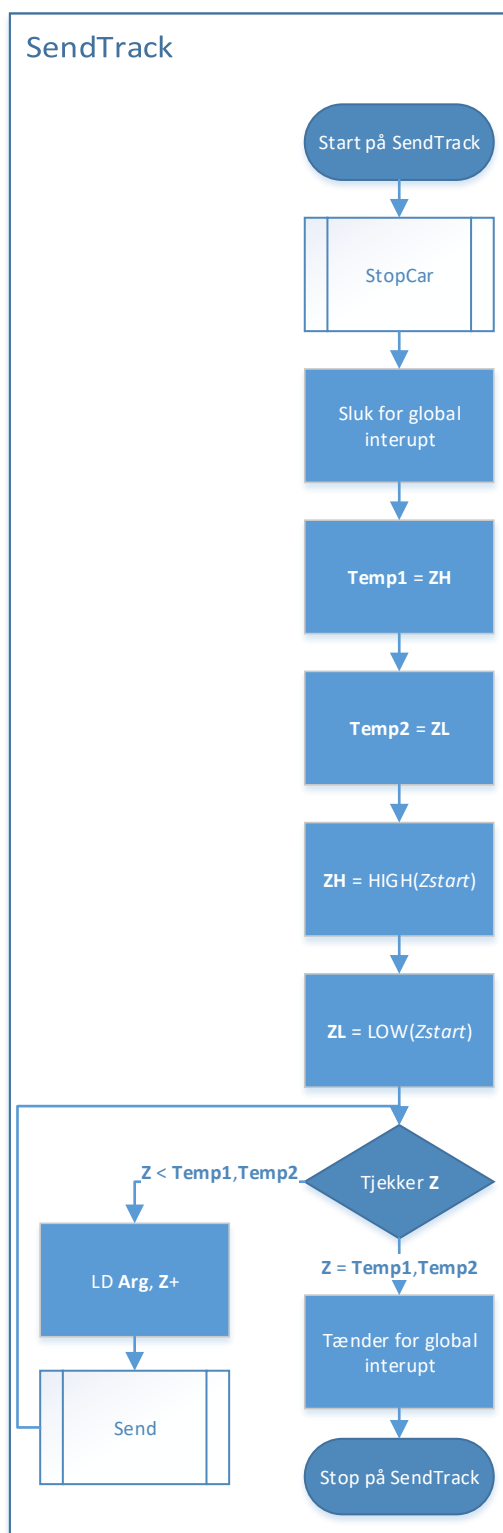 SendTrack
Start på SendTrack
StopCar
Sluk for global
interupt
Temp1 = ZH
Temp2 = ZL
ZH = HIGH(Zstart)
ZL = LOW(Zstart)
Tjekker Z
Z < Temp1,Temp2
LD Arg, Z+
Send
Z = Temp1,Temp2
Tænder for global
interupt
Stop på SendTrack